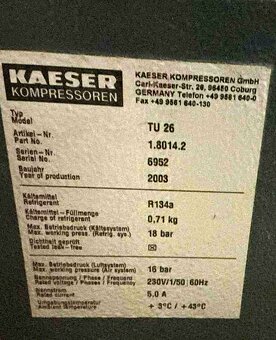 KAESER
KOMPRESSOREN
KAESER KOMPRESSOREN GmbH
Carl-Kaeser-Str. 26, 96450 Coburg
GERMANY Telefon +49 9561 640-0
Fax +49 9561 640-130
Typ
Model
TU 26
Artikel-Nr.
Part No.
1.8014.2
Serien-Nr.
Serial No.
6952
Baujahr
Year of production
2003
Kältemittel
Refrigerant
R134a
Kältemittel-Füllmenge
Charge of refrigerant
0,71 kg
Max. Betriebsdruck (Kältesystem)
Max. working press. (Refrig. sys.)
18 bar
Dichtheit geprüft
Tested leak-free
☒
Max. Betriebsdruck (Luftsystem)
Max. working pressure (Air system)
16 bar
Betriebsspannung / Phase / Frequenz
Rated voltage / Phases / Frequency
230V/1/50/60Hz
Nennstrom
Rated current
5,0 A
Umgebungstemperatur
Ambient temperature
+3°C / +43°C